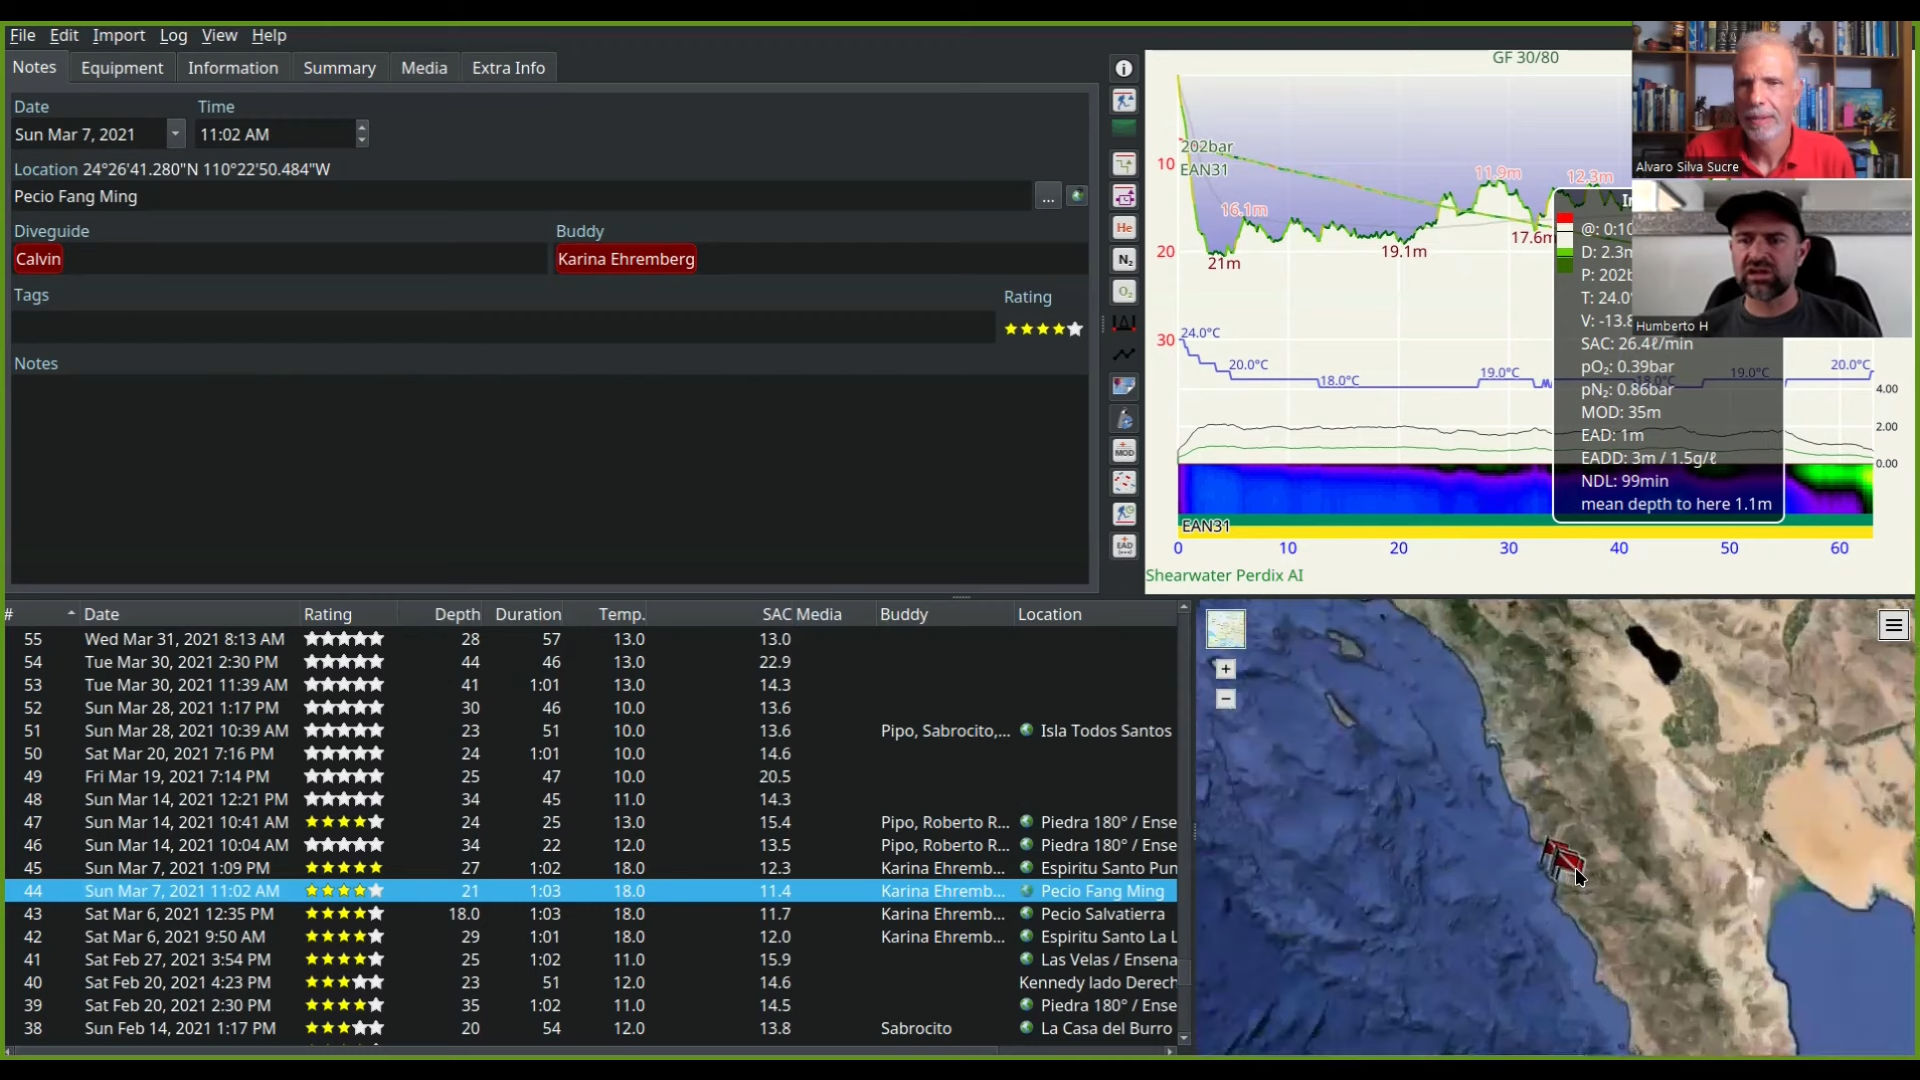 File Edit Import Log View Help
Notes Equipment Information Summary Media Extra Info
Date Time
Sun Mar 7, 2021 11:02 AM
Location 24°26'41.280"N 110°22'50.484"W
Pecio Fang Ming
...
Diveguide Buddy
Calvin Karina Ehremberg
Tags Rating
Notes
He
N₂
O₂
MOD
EAD
GF 30/80
10
20
30
202bar
EAN31
16.1m
21m
19.1m
11.9m
17.6m
12.3m
24.0°C
20.0°C
18.0°C
19.0°C
18.0°C
19.0°C
20.0°C
4.00
2.00
0.00
@: 0:10
D: 2.3m
P: 202b
T: 24.0°
V: -13.8
SAC: 26.4ℓ/min
pO₂: 0.39bar
pN₂: 0.86bar
MOD: 35m
EAD: 1m
EADD: 3m / 1.5g/ℓ
NDL: 99min
mean depth to here 1.1m
EAN31
0 10 20 30 40 50 60
Shearwater Perdix AI
Alvaro Silva Sucre
Humberto H
# Date Rating Depth Duration Temp. SAC Media Buddy Location
55 Wed Mar 31, 2021 8:13 AM 28 57 13.0 13.0
54 Tue Mar 30, 2021 2:30 PM 44 46 13.0 22.9
53 Tue Mar 30, 2021 11:39 AM 41 1:01 13.0 14.3
52 Sun Mar 28, 2021 1:17 PM 30 46 10.0 13.6
51 Sun Mar 28, 2021 10:39 AM 23 51 10.0 13.6 Pipo, Sabrocito,... Isla Todos Santos
50 Sat Mar 20, 2021 7:16 PM 24 1:01 10.0 14.6
49 Fri Mar 19, 2021 7:14 PM 25 47 10.0 20.5
48 Sun Mar 14, 2021 12:21 PM 34 45 11.0 14.3
47 Sun Mar 14, 2021 10:41 AM 24 25 13.0 15.4 Pipo, Roberto R... Piedra 180° / Ense
46 Sun Mar 14, 2021 10:04 AM 34 22 12.0 13.5 Pipo, Roberto R... Piedra 180° / Ense
45 Sun Mar 7, 2021 1:09 PM 27 1:02 18.0 12.3 Karina Ehremb... Espiritu Santo Pun
44 Sun Mar 7, 2021 11:02 AM 21 1:03 18.0 11.4 Karina Ehremb... Pecio Fang Ming
43 Sat Mar 6, 2021 12:35 PM 18.0 1:03 18.0 11.7 Karina Ehremb... Pecio Salvatierra
42 Sat Mar 6, 2021 9:50 AM 29 1:01 18.0 12.0 Karina Ehremb... Espiritu Santo La L
41 Sat Feb 27, 2021 3:54 PM 25 1:02 11.0 15.9 Las Velas / Ensena
40 Sat Feb 20, 2021 4:23 PM 23 51 12.0 14.6 Kennedy lado Derech
39 Sat Feb 20, 2021 2:30 PM 35 1:02 11.0 14.5 Piedra 180° / Ense
38 Sun Feb 14, 2021 1:17 PM 20 54 12.0 13.8 Sabrocito La Casa del Burro